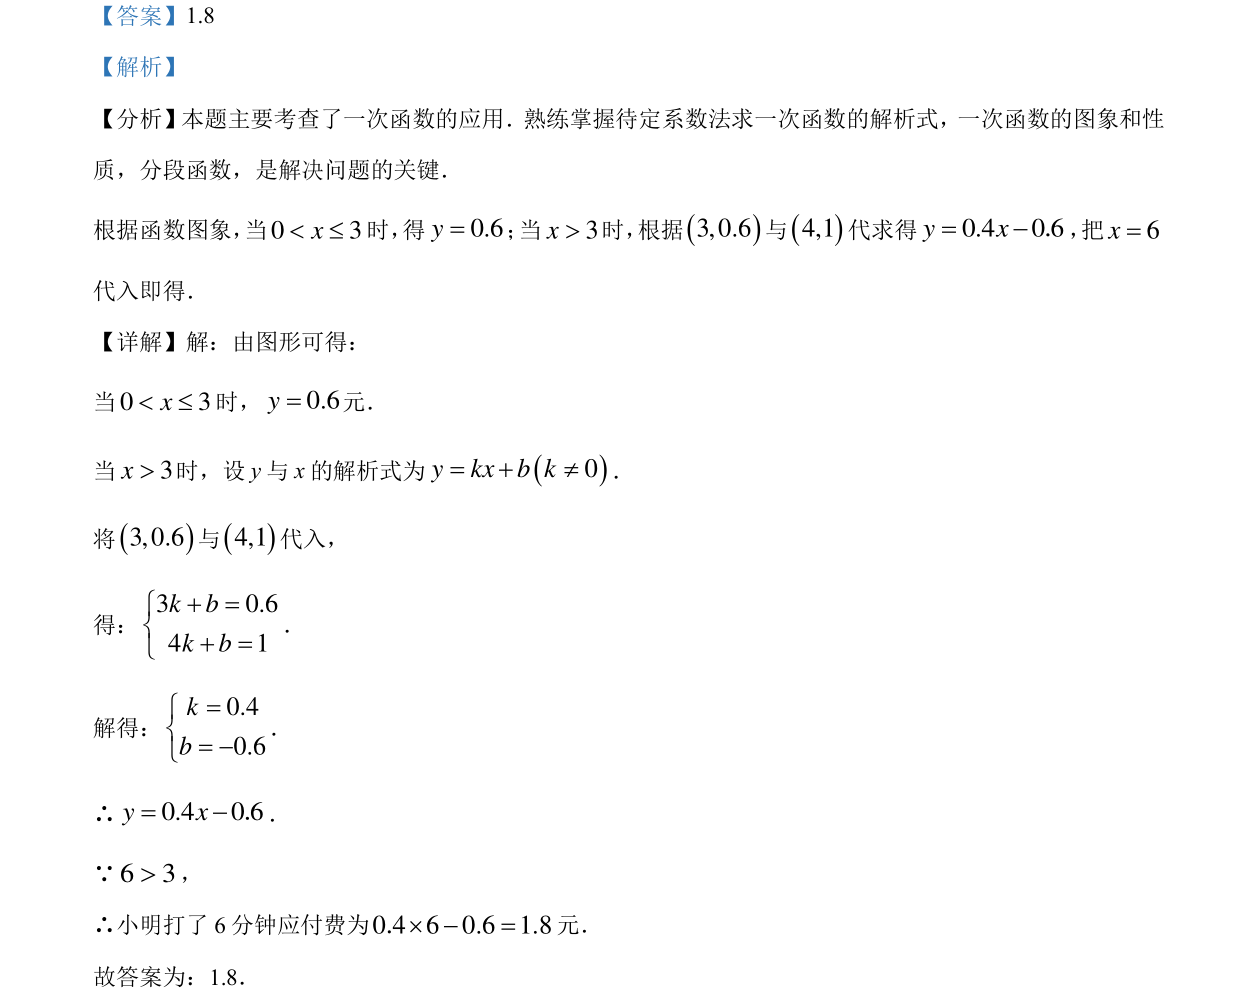 【答案】1.8
【解析】
【分析】本题主要考查了一次函数的应用．熟练掌握待定系数法求一次函数的解析式，一次函数的图象和性
质，分段函数，是解决问题的关键．
根据函数图象，当0 < x ≤ 3时，得 y = 0.6；当 x > 3时，根据(3,0.6)与(4,1)代求得 y = 0.4x − 0.6，把 x = 6
代入即得．
【详解】解：由图形可得：
当0 < x ≤ 3时， y = 0.6元．
当 x > 3时，设 y 与 x 的解析式为 y = kx + b(k ≠ 0)．
将(3,0.6)与(4,1)代入，
得：{3k + b = 0.6
4k + b = 1．
解得：{k = 0.4
b = −0.6．
∴ y = 0.4x − 0.6．
∵ 6 > 3，
∴小明打了 6 分钟应付费为0.4×6 − 0.6 = 1.8 元．
故答案为：1.8．